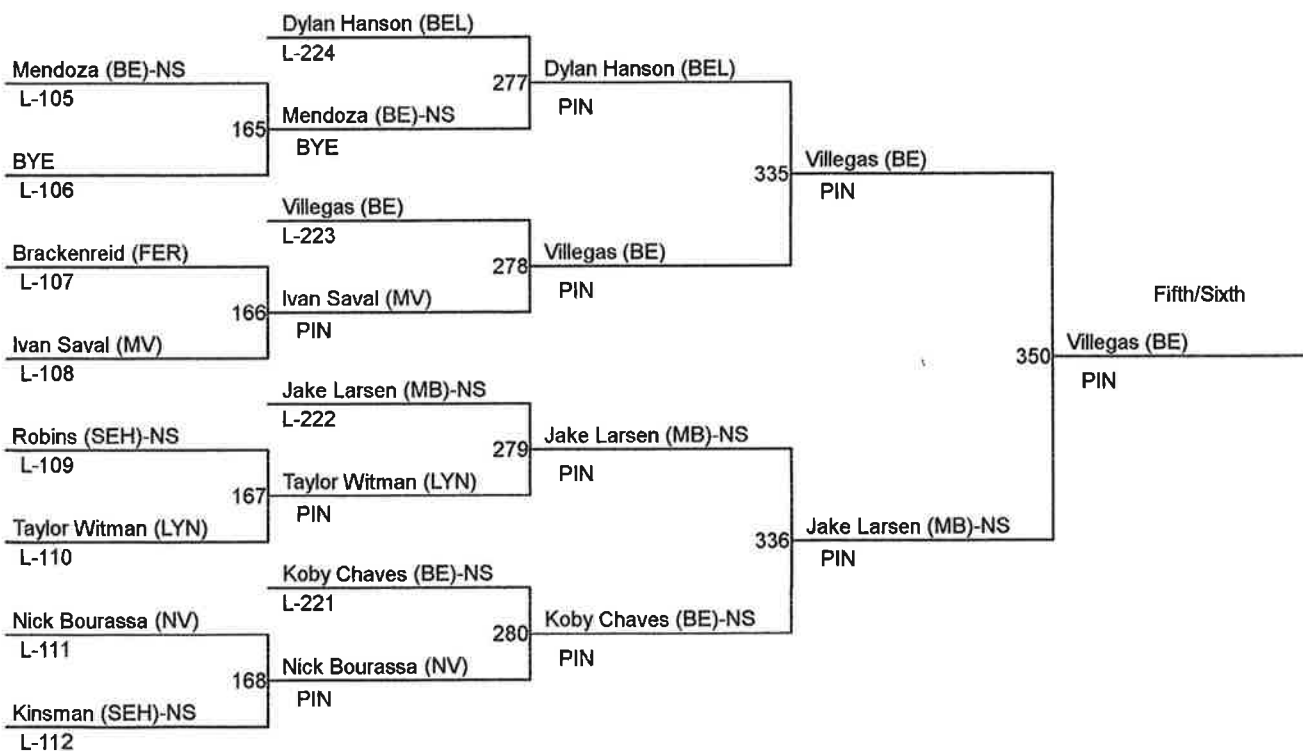 Dylan Hanson (BEL)
L-224
Mendoza (BE)-NS
L-105
277
Dylan Hanson (BEL)
PIN
165
Mendoza (BE)-NS
BYE
BYE
L-106
335
Villegas (BE)
PIN
Villegas (BE)
L-223
Brackenreid (FER)
L-107
278
Villegas (BE)
PIN
166
Ivan Saval (MV)
PIN
Ivan Saval (MV)
L-108
Fifth/Sixth
350
Villegas (BE)
PIN
Jake Larsen (MB)-NS
L-222
Robins (SEH)-NS
L-109
279
Jake Larsen (MB)-NS
PIN
167
Taylor Witman (LYN)
PIN
Taylor Witman (LYN)
L-110
336
Jake Larsen (MB)-NS
PIN
Koby Chaves (BE)-NS
L-221
Nick Bourassa (NV)
L-111
280
Koby Chaves (BE)-NS
PIN
168
Nick Bourassa (NV)
PIN
Kinsman (SEH)-NS
L-112